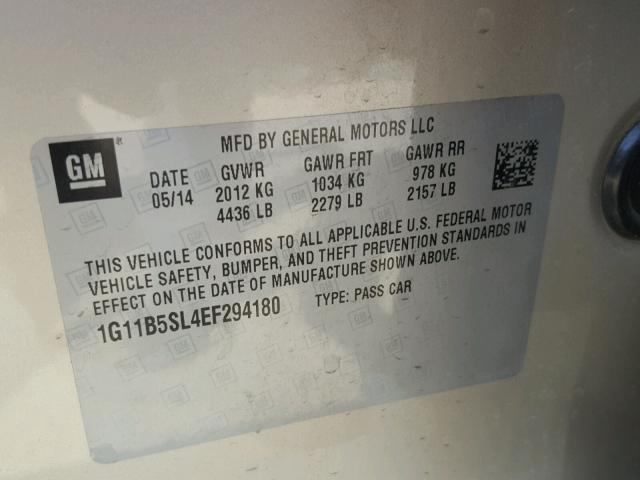 GM
MFD BY GENERAL MOTORS LLC
DATE GVWR GAWR FRT GAWR RR
05/14 2012 KG 1034 KG 978 KG
4436 LB 2279 LB 2157 LB
THIS VEHICLE CONFORMS TO ALL APPLICABLE U.S. FEDERAL MOTOR
VEHICLE SAFETY, BUMPER, AND THEFT PREVENTION STANDARDS IN
EFFECT ON THE DATE OF MANUFACTURE SHOWN ABOVE.
1G11B5SL4EF294180 TYPE: PASS CAR